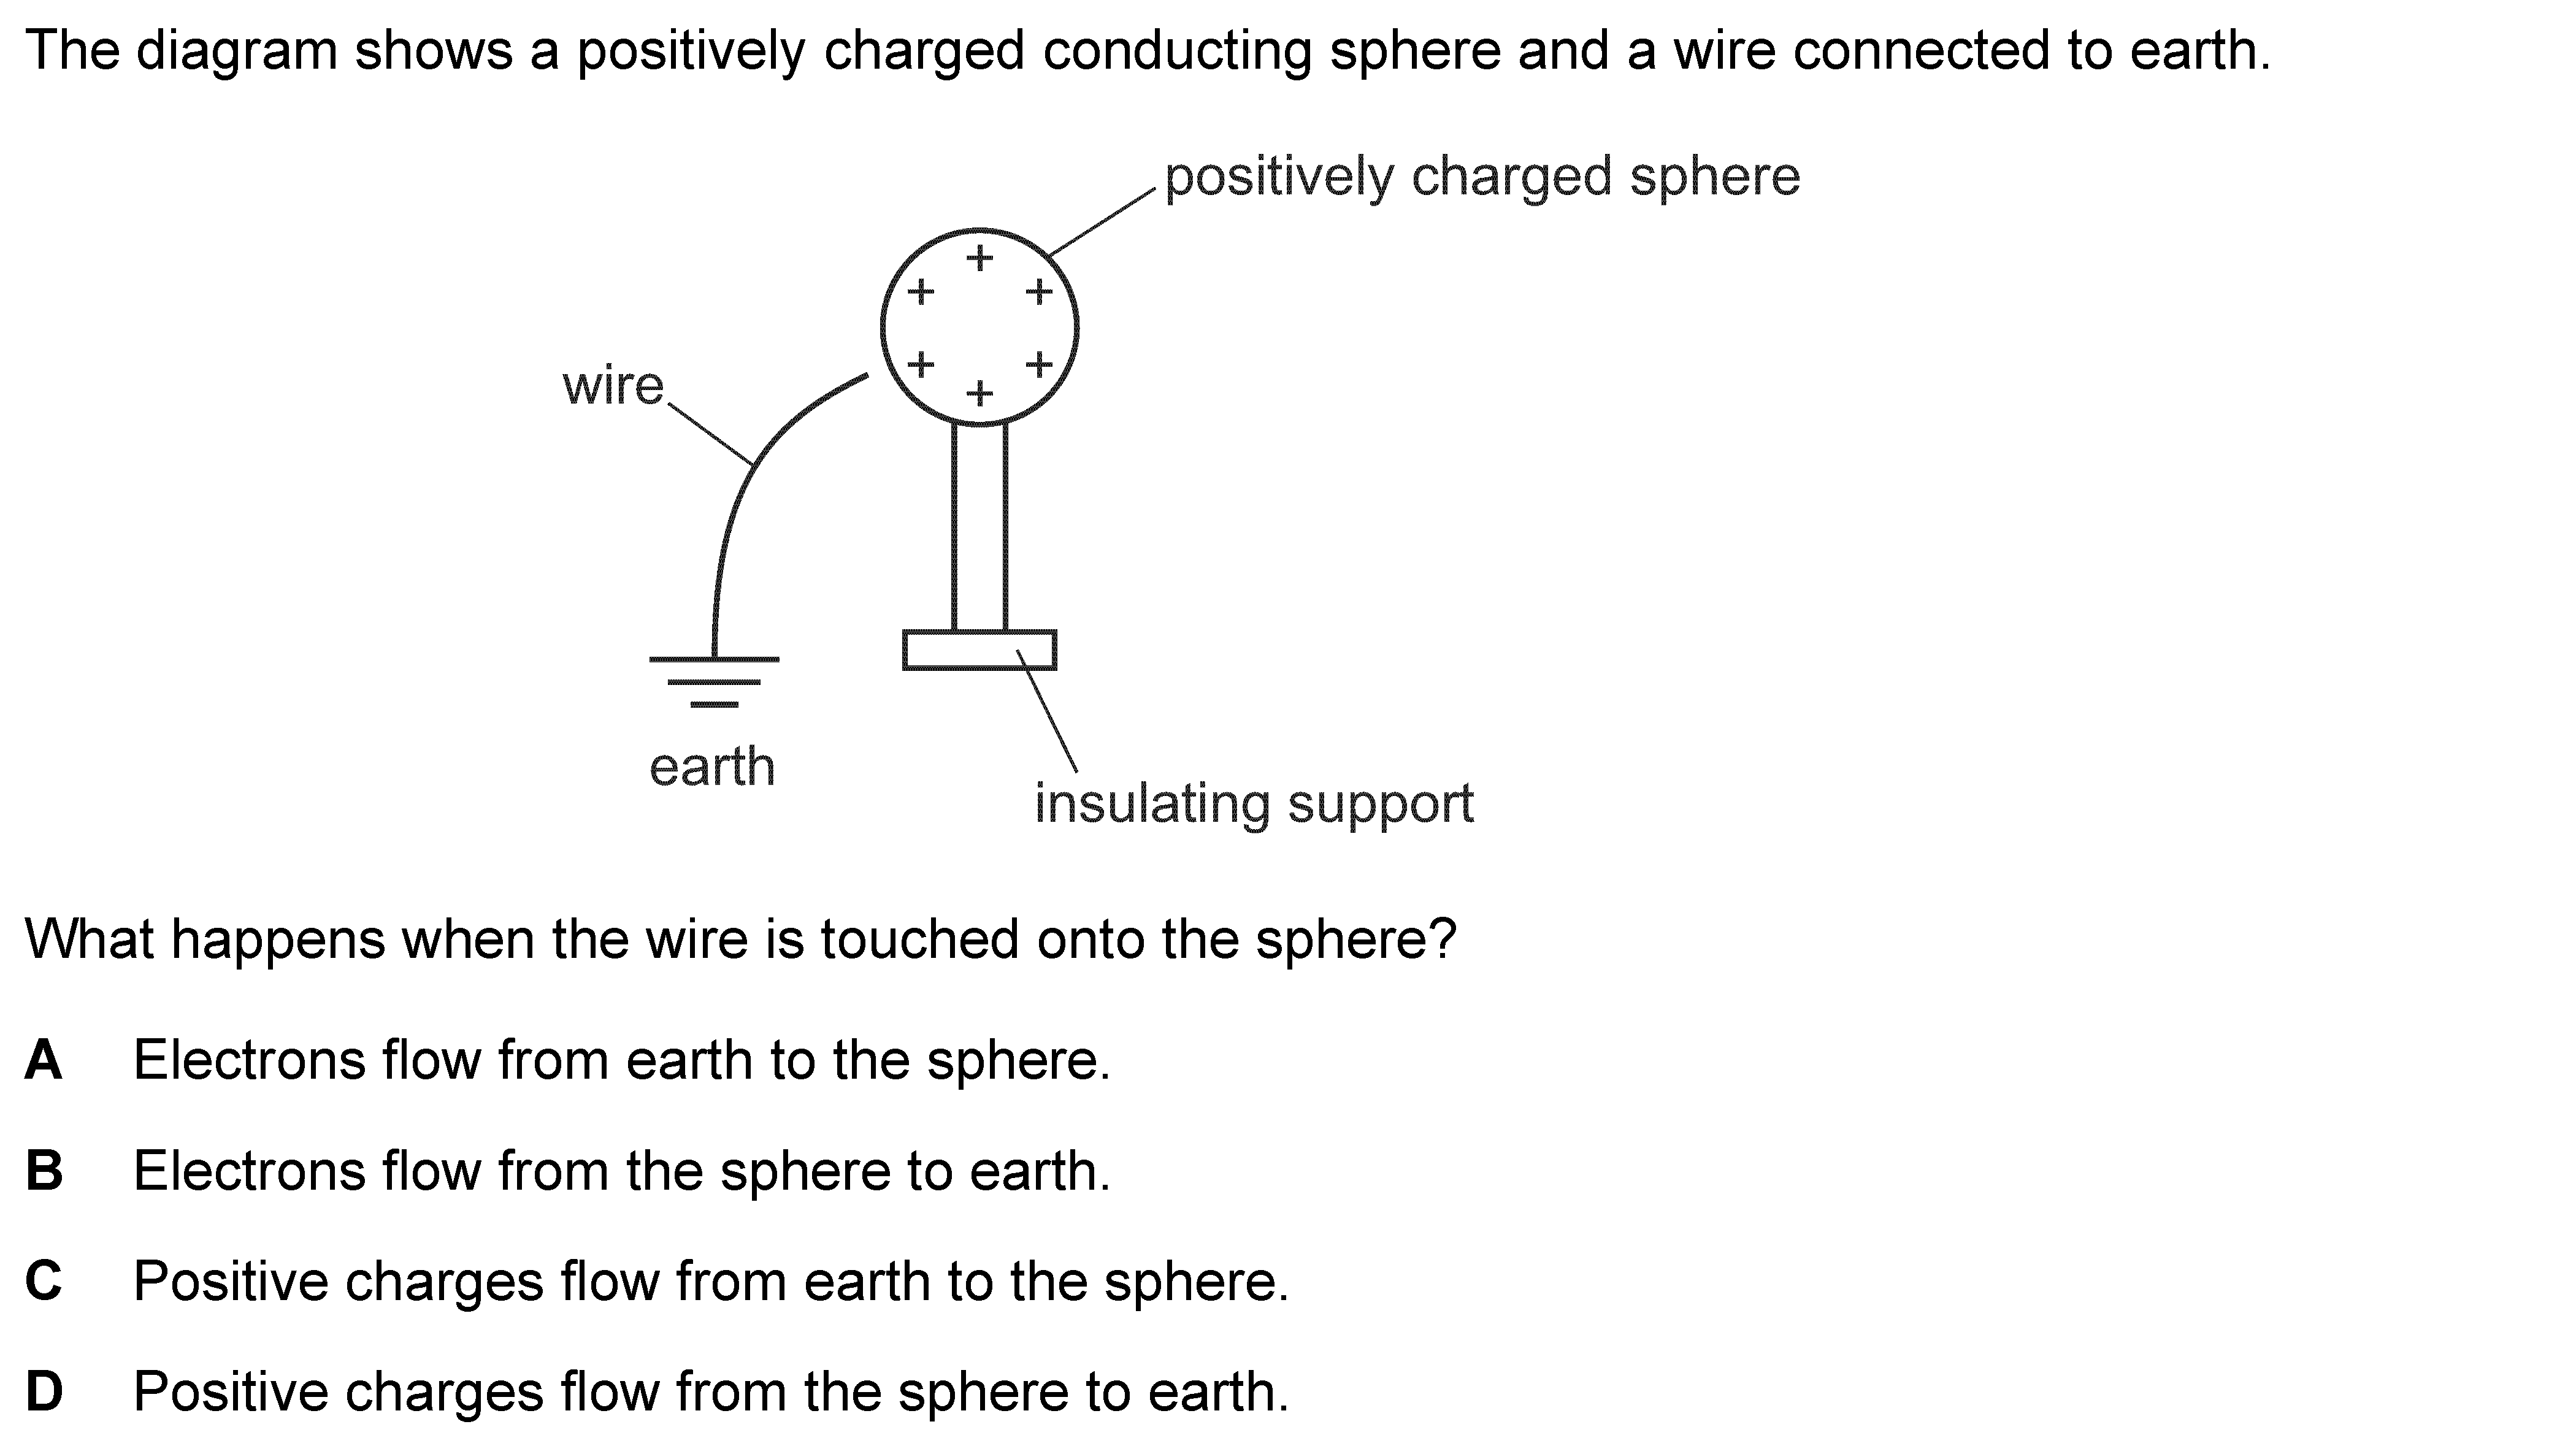 The diagram shows a positively charged conducting sphere and a wire connected to earth.
positively charged sphere
+
+ +
wire
+ +
+
earth
insulating support
What happens when the wire is touched onto the sphere?
A Electrons flow from earth to the sphere.
B Electrons flow from the sphere to earth.
C Positive charges flow from earth to the sphere.
D Positive charges flow from the sphere to earth.